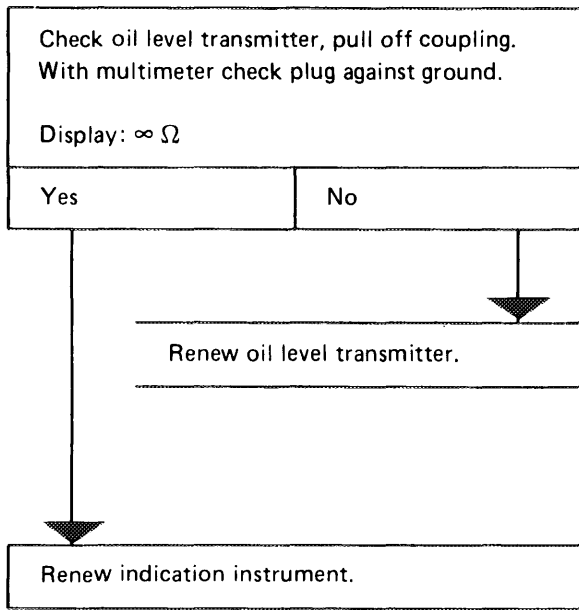 Check oil level transmitter, pull off coupling.
With multimeter check plug against ground.
Display: ∞ Ω
Yes
No
Renew oil level transmitter.
Renew indication instrument.